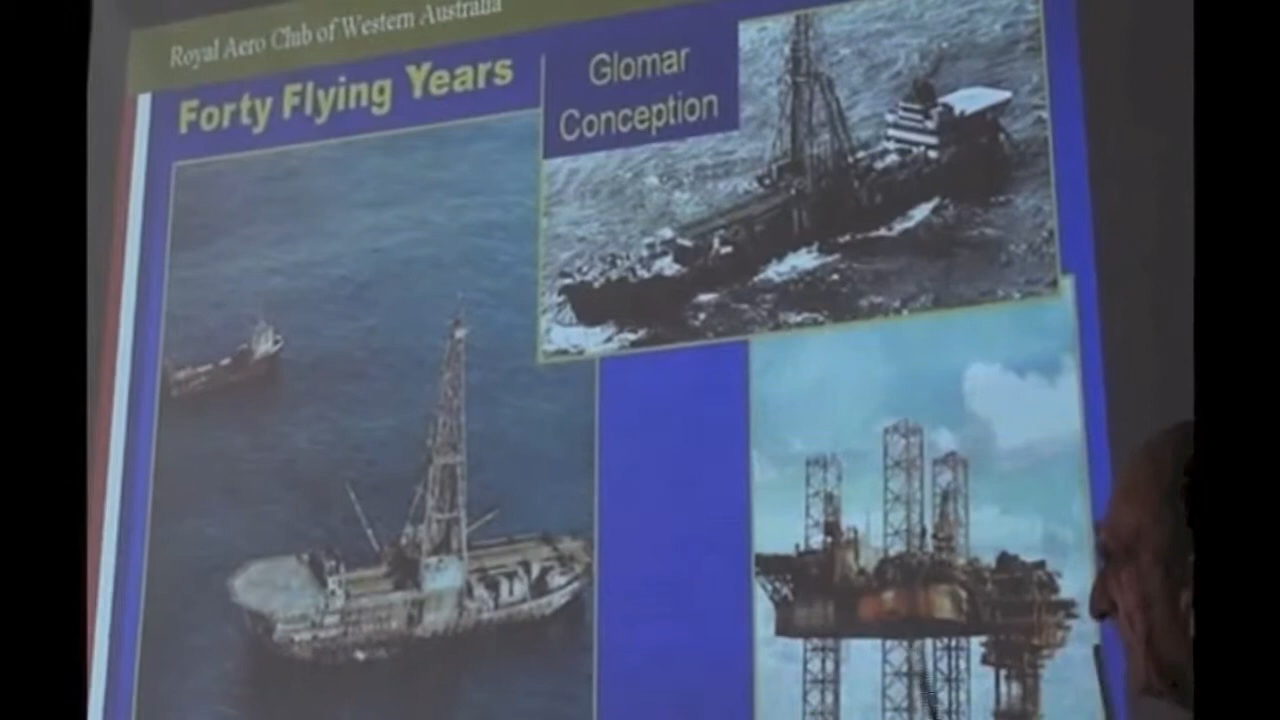 Royal Aero Club of Western Australia
Forty Flying Years
Glomar
Conception